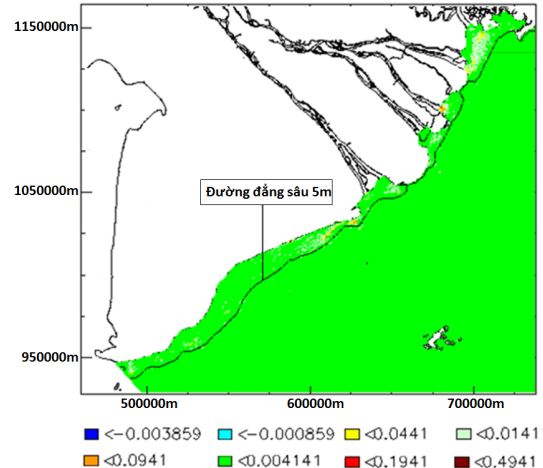 1150000m
1050000m
Đường đẳng sâu 5m
950000m
500000m 600000m 700000m
<-0.003859 <-0.000859 <0.0441 <0.0141
<0.0941 <0.004141 <0.1941 <0.4941